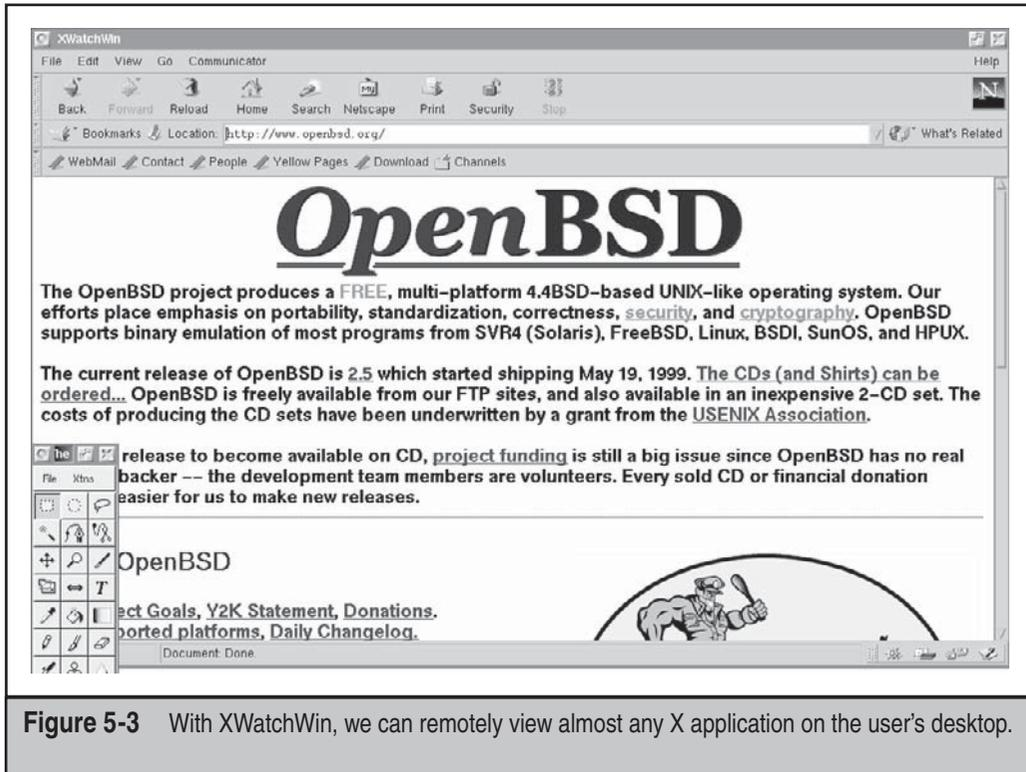 XWatchWin
File Edit View Go Communicator Help
Back Forward Reload Home Search Netscape Print Security Stop
My
N
Bookmarks Location: http://www.openbsd.org/ What's Related
WebMail Contact People Yellow Pages Download Channels
OpenBSD
The OpenBSD project produces a FREE, multi-platform 4.4BSD-based UNIX-like operating system. Our
efforts place emphasis on portability, standardization, correctness, security, and cryptography. OpenBSD
supports binary emulation of most programs from SVR4 (Solaris), FreeBSD, Linux, BSDI, SunOS, and HPUX.
The current release of OpenBSD is 2.5 which started shipping May 19, 1999. The CDs (and Shirts) can be
ordered... OpenBSD is freely available from our FTP sites, and also available in an inexpensive 2-CD set. The
costs of producing the CD sets have been underwritten by a grant from the USENIX Association.
he
release to become available on CD, project funding is still a big issue since OpenBSD has no real
File Xtns
backer -- the development team members are volunteers. Every sold CD or financial donation
easier for us to make new releases.
OpenBSD
T
ect Goals, Y2K Statement, Donations.
ported platforms, Daily Changelog.
Document: Done.
Figure 5-3 With XWatchWin, we can remotely view almost any X application on the user's desktop.